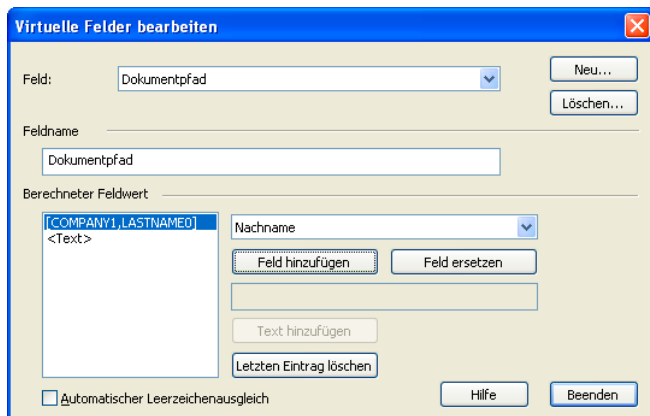 Virtuelle Felder bearbeiten
Feld:
Dokumentpfad
Neu...
Löschen...
Feldname
Dokumentpfad
Berechneter Feldwert
[COMPANY1,LASTNAME0]
<Text>
Nachname
Feld hinzufügen
Feld ersetzen
Text hinzufügen
Letzten Eintrag löschen
Automatischer Leerzeichenausgleich
Hilfe
Beenden